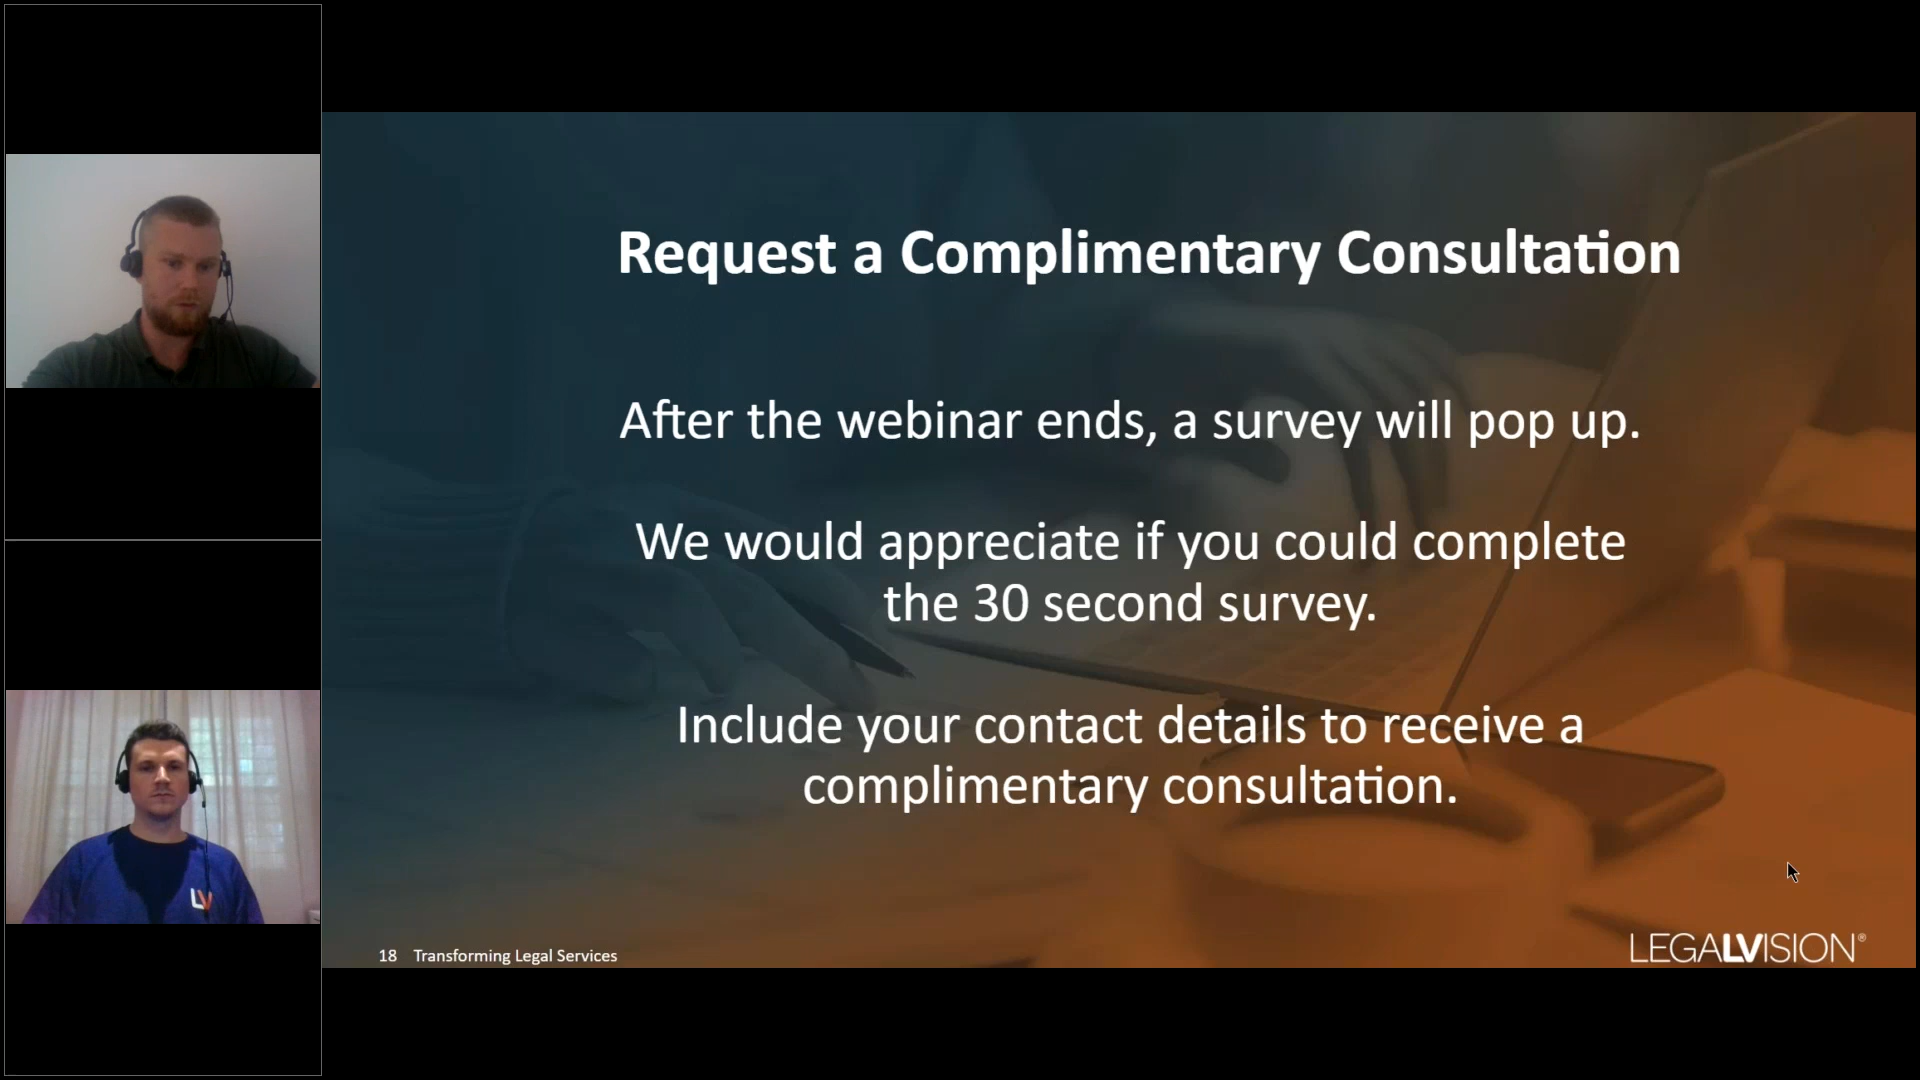 Request a Complimentary Consultation
After the webinar ends, a survey will pop up.
We would appreciate if you could complete
the 30 second survey.
Include your contact details to receive a
complimentary consultation.
LV
18 Transforming Legal Services
LEGALVISION®